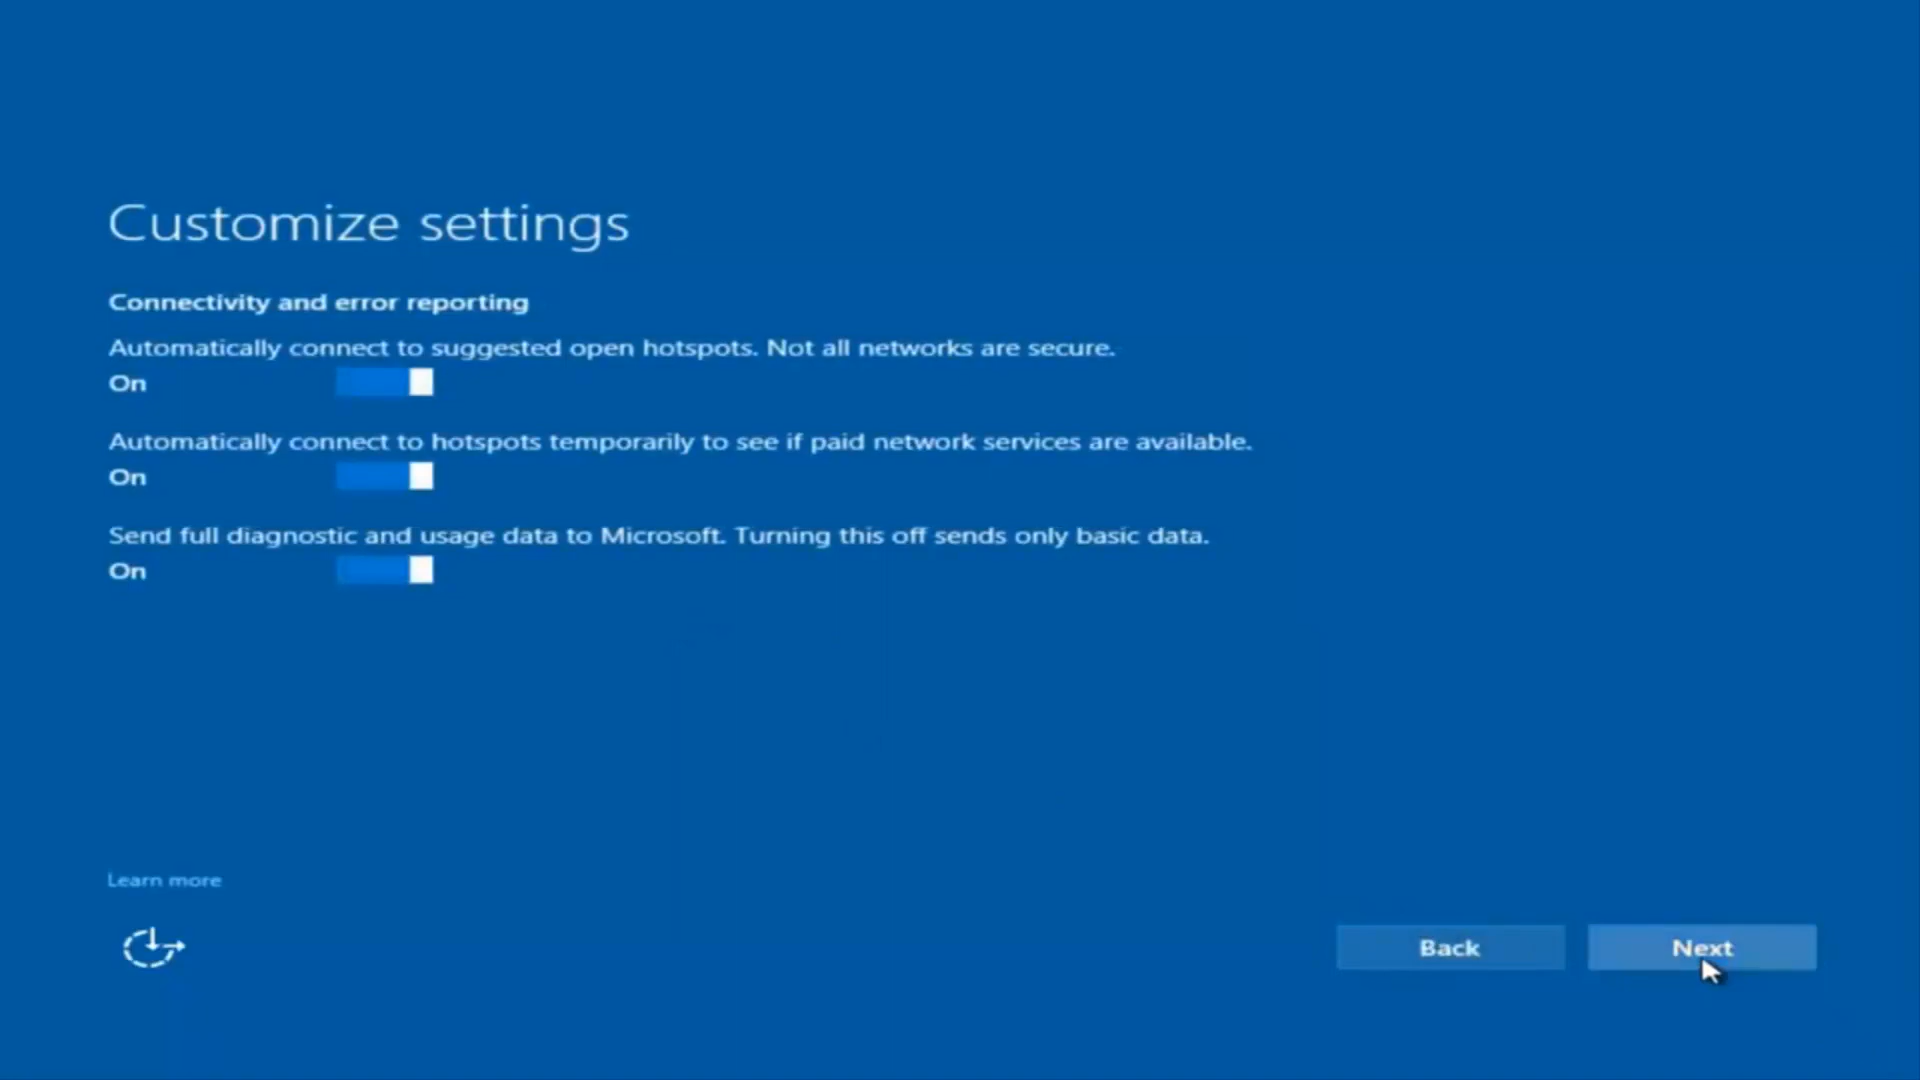 Customize settings
Connectivity and error reporting
Automatically connect to suggested open hotspots. Not all networks are secure.
On
Automatically connect to hotspots temporarily to see if paid network services are available.
On
Send full diagnostic and usage data to Microsoft. Turning this off sends only basic data.
On
Learn more
Back
Next